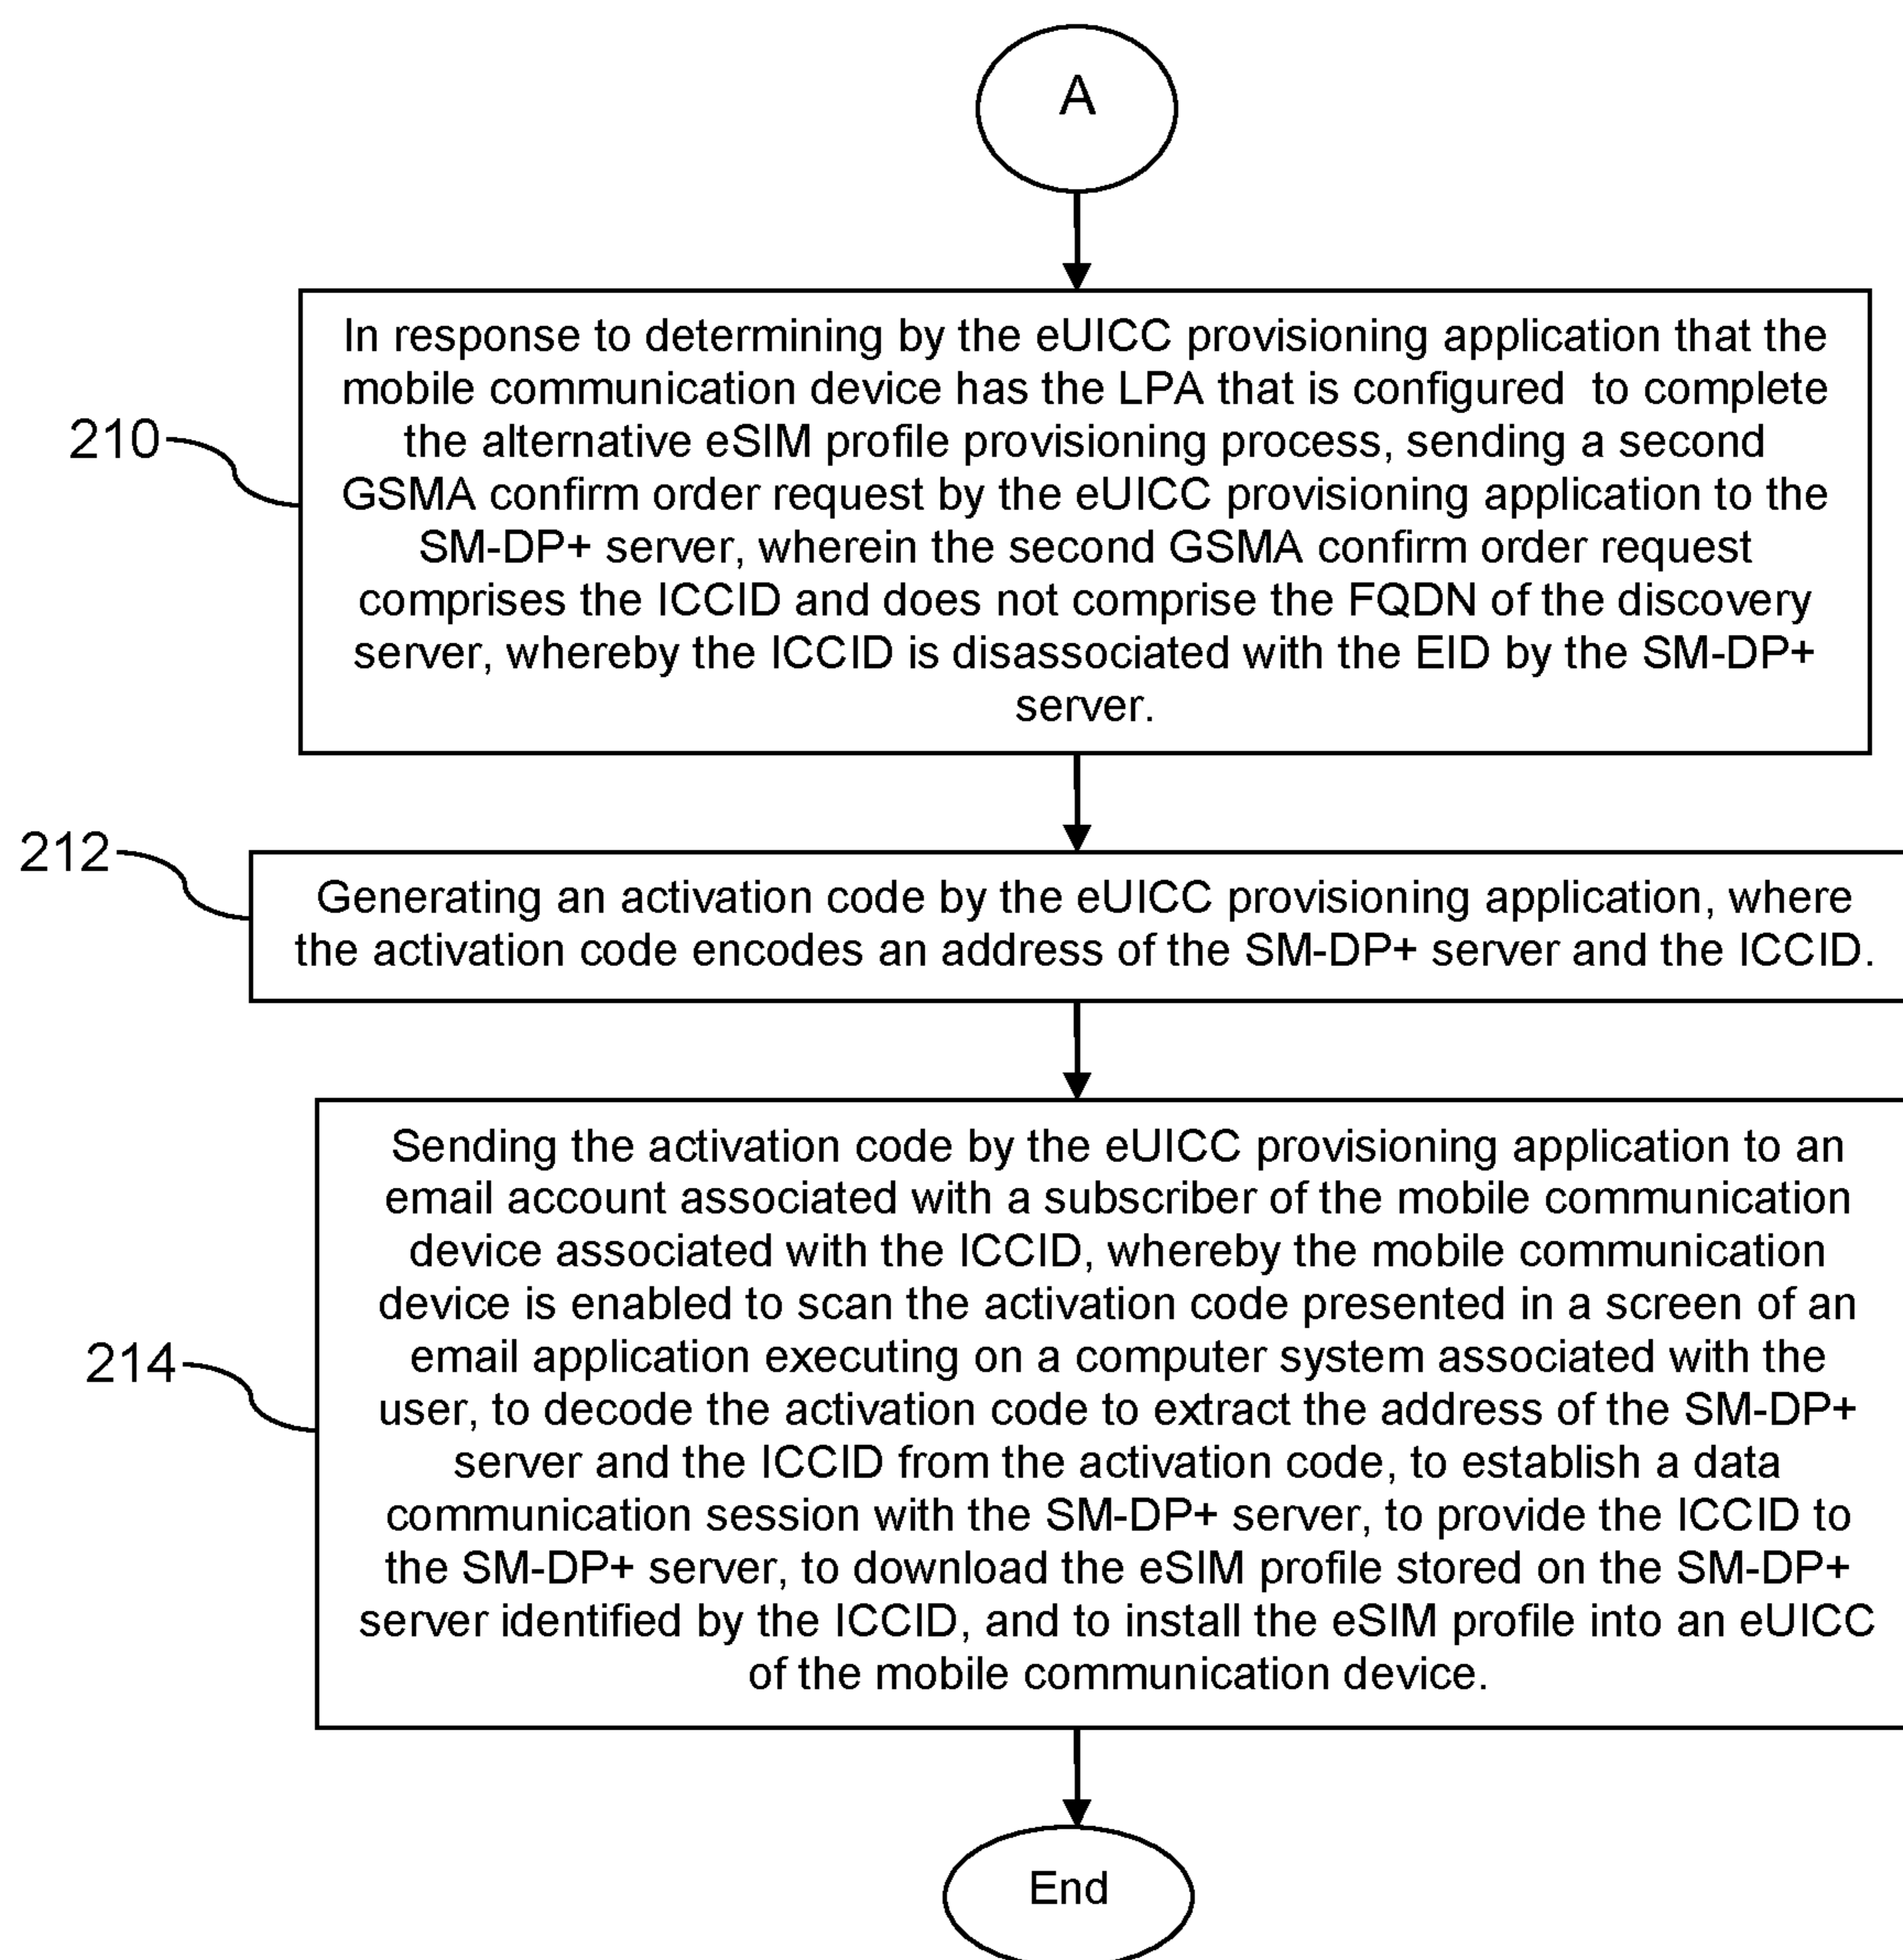 A
In response to determining by the eUICC provisioning application that the
mobile communication device has the LPA that is configured to complete
the alternative eSIM profile provisioning process, sending a second
GSMA confirm order request by the eUICC provisioning application to the
SM-DP+ server, wherein the second GSMA confirm order request
comprises the ICCID and does not comprise the FQDN of the discovery
server, whereby the ICCID is disassociated with the EID by the SM-DP+
server.
210
212
Generating an activation code by the eUICC provisioning application, where
the activation code encodes an address of the SM-DP+ server and the ICCID.
Sending the activation code by the eUICC provisioning application to an
email account associated with a subscriber of the mobile communication
device associated with the ICCID, whereby the mobile communication
device is enabled to scan the activation code presented in a screen of an
email application executing on a computer system associated with the
user, to decode the activation code to extract the address of the SM-DP+
server and the ICCID from the activation code, to establish a data
communication session with the SM-DP+ server, to provide the ICCID to
the SM-DP+ server, to download the eSIM profile stored on the SM-DP+
server identified by the ICCID, and to install the eSIM profile into an eUICC
of the mobile communication device.
214
End